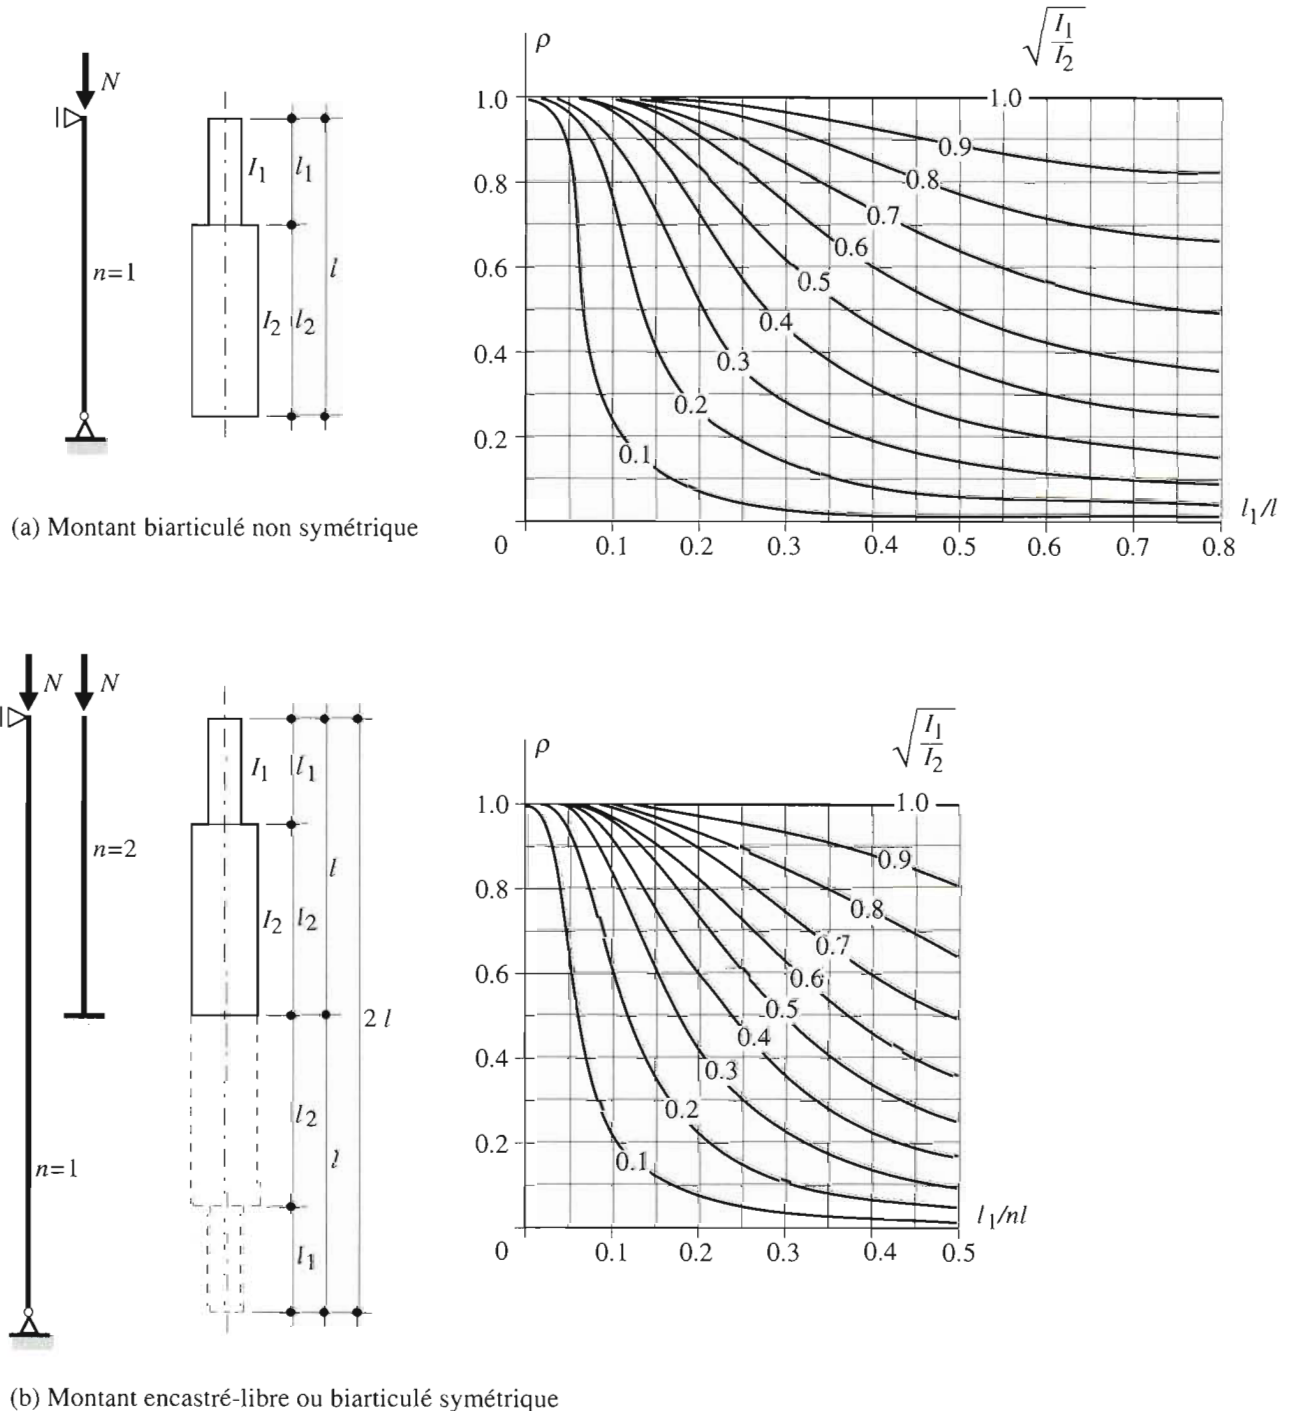 N
n=1
I1
l1
l
I2
l2
(a) Montant biarticulé non symétrique
ρ
√(I1/I2)
1.0
0.8
0.6
0.4
0.2
0
0.1 0.2 0.3 0.4 0.5 0.6 0.7 0.8
l1/l
1.0
0.9
0.8
0.7
0.6
0.5
0.4
0.3
0.2
0.1
N N
n=2
n=1
I1
l1
l
I2
l2
2 l
l2
l
l1
ρ
√(I1/I2)
1.0
0.8
0.6
0.4
0.2
0
0.1 0.2 0.3 0.4 0.5
l1/nl
1.0
0.9
0.8
0.7
0.6
0.5
0.4
0.3
0.2
0.1
(b) Montant encastré-libre ou biarticulé symétrique